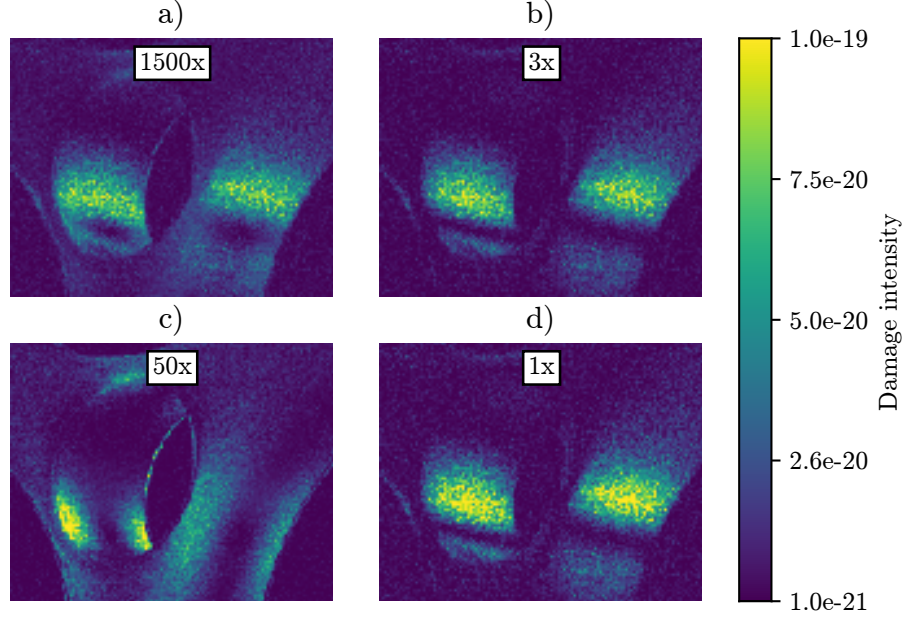 a)
1500x
b)
3x
c)
50x
d)
1x
1.0e-19
7.5e-20
5.0e-20
2.6e-20
1.0e-21
Damage intensity